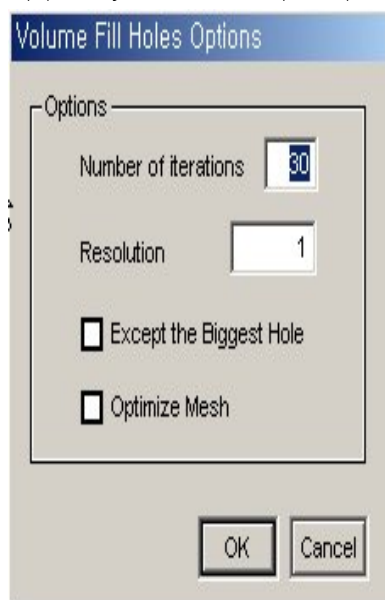 Volume Fill Holes Options
Options
Number of iterations 30
Resolution 1
Except the Biggest Hole
Optimize Mesh
OK Cancel